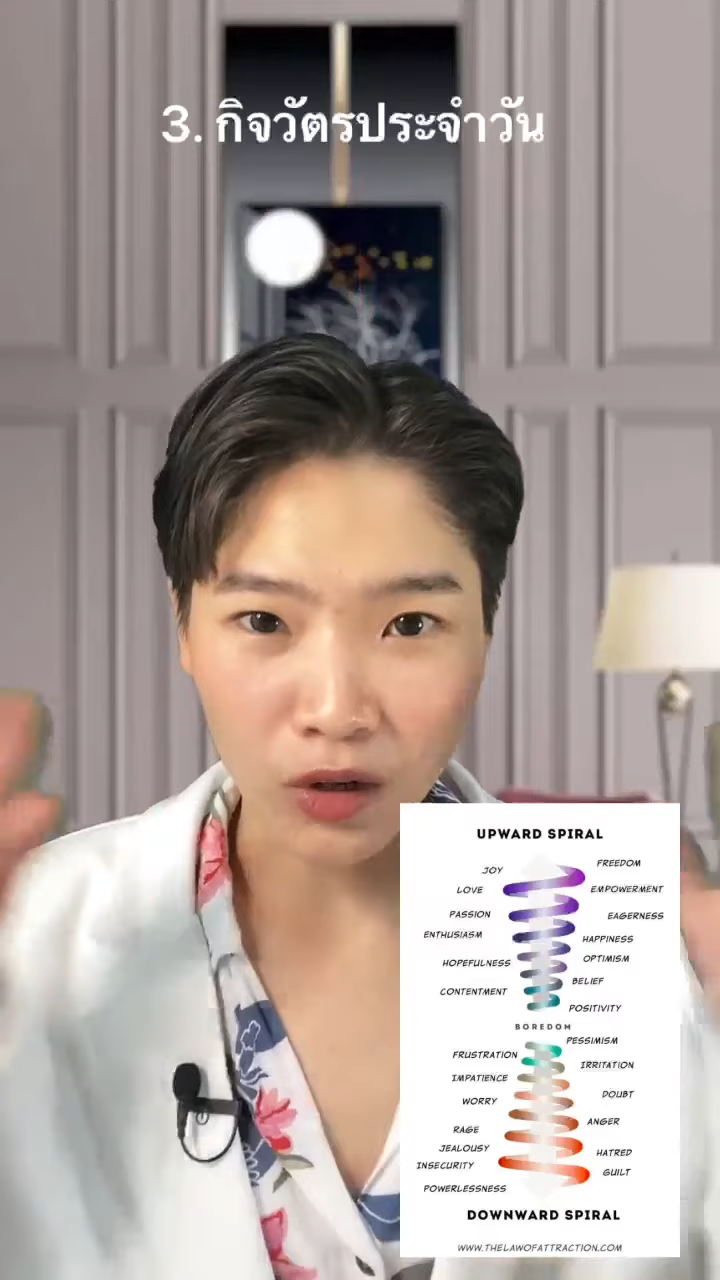 3. กิจวัตรประจำวัน
UPWARD SPIRAL
JOY
FREEDOM
LOVE
EMPOWERMENT
PASSION
EAGERNESS
ENTHUSIASM
HAPPINESS
HOPEFULNESS
OPTIMISM
CONTENTMENT
BELIEF
POSITIVITY
BOREDOM
PESSIMISM
FRUSTRATION
IRRITATION
IMPATIENCE
DOUBT
WORRY
ANGER
RAGE
JEALOUSY
HATRED
INSECURITY
GUILT
POWERLESSNESS
DOWNWARD SPIRAL
WWW.THELAWOFATTRACTION.COM